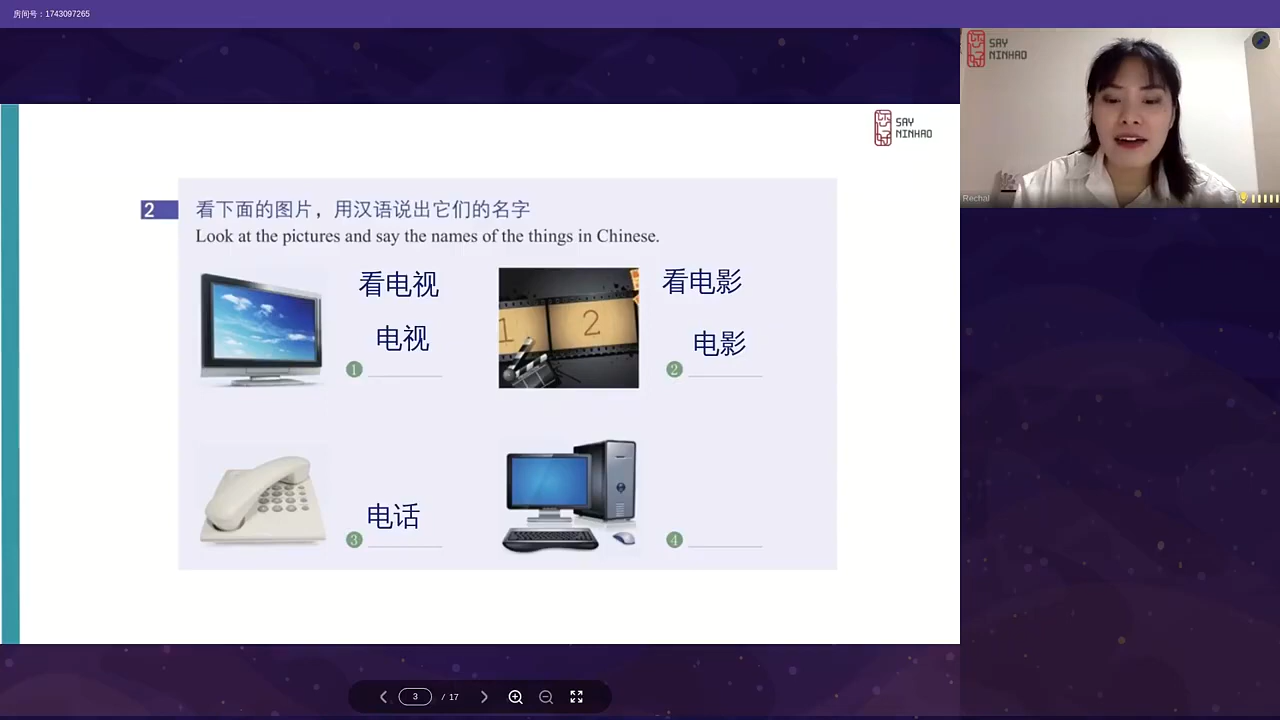 房间号：1743097265
SAY
NINHAO
Rechal
SAY
NINHAO
2 看下面的图片，用汉语说出它们的名字
Look at the pictures and say the names of the things in Chinese.
看电视
电视
1
看电影
电影
2
1 2
电话
3
4
3 / 17